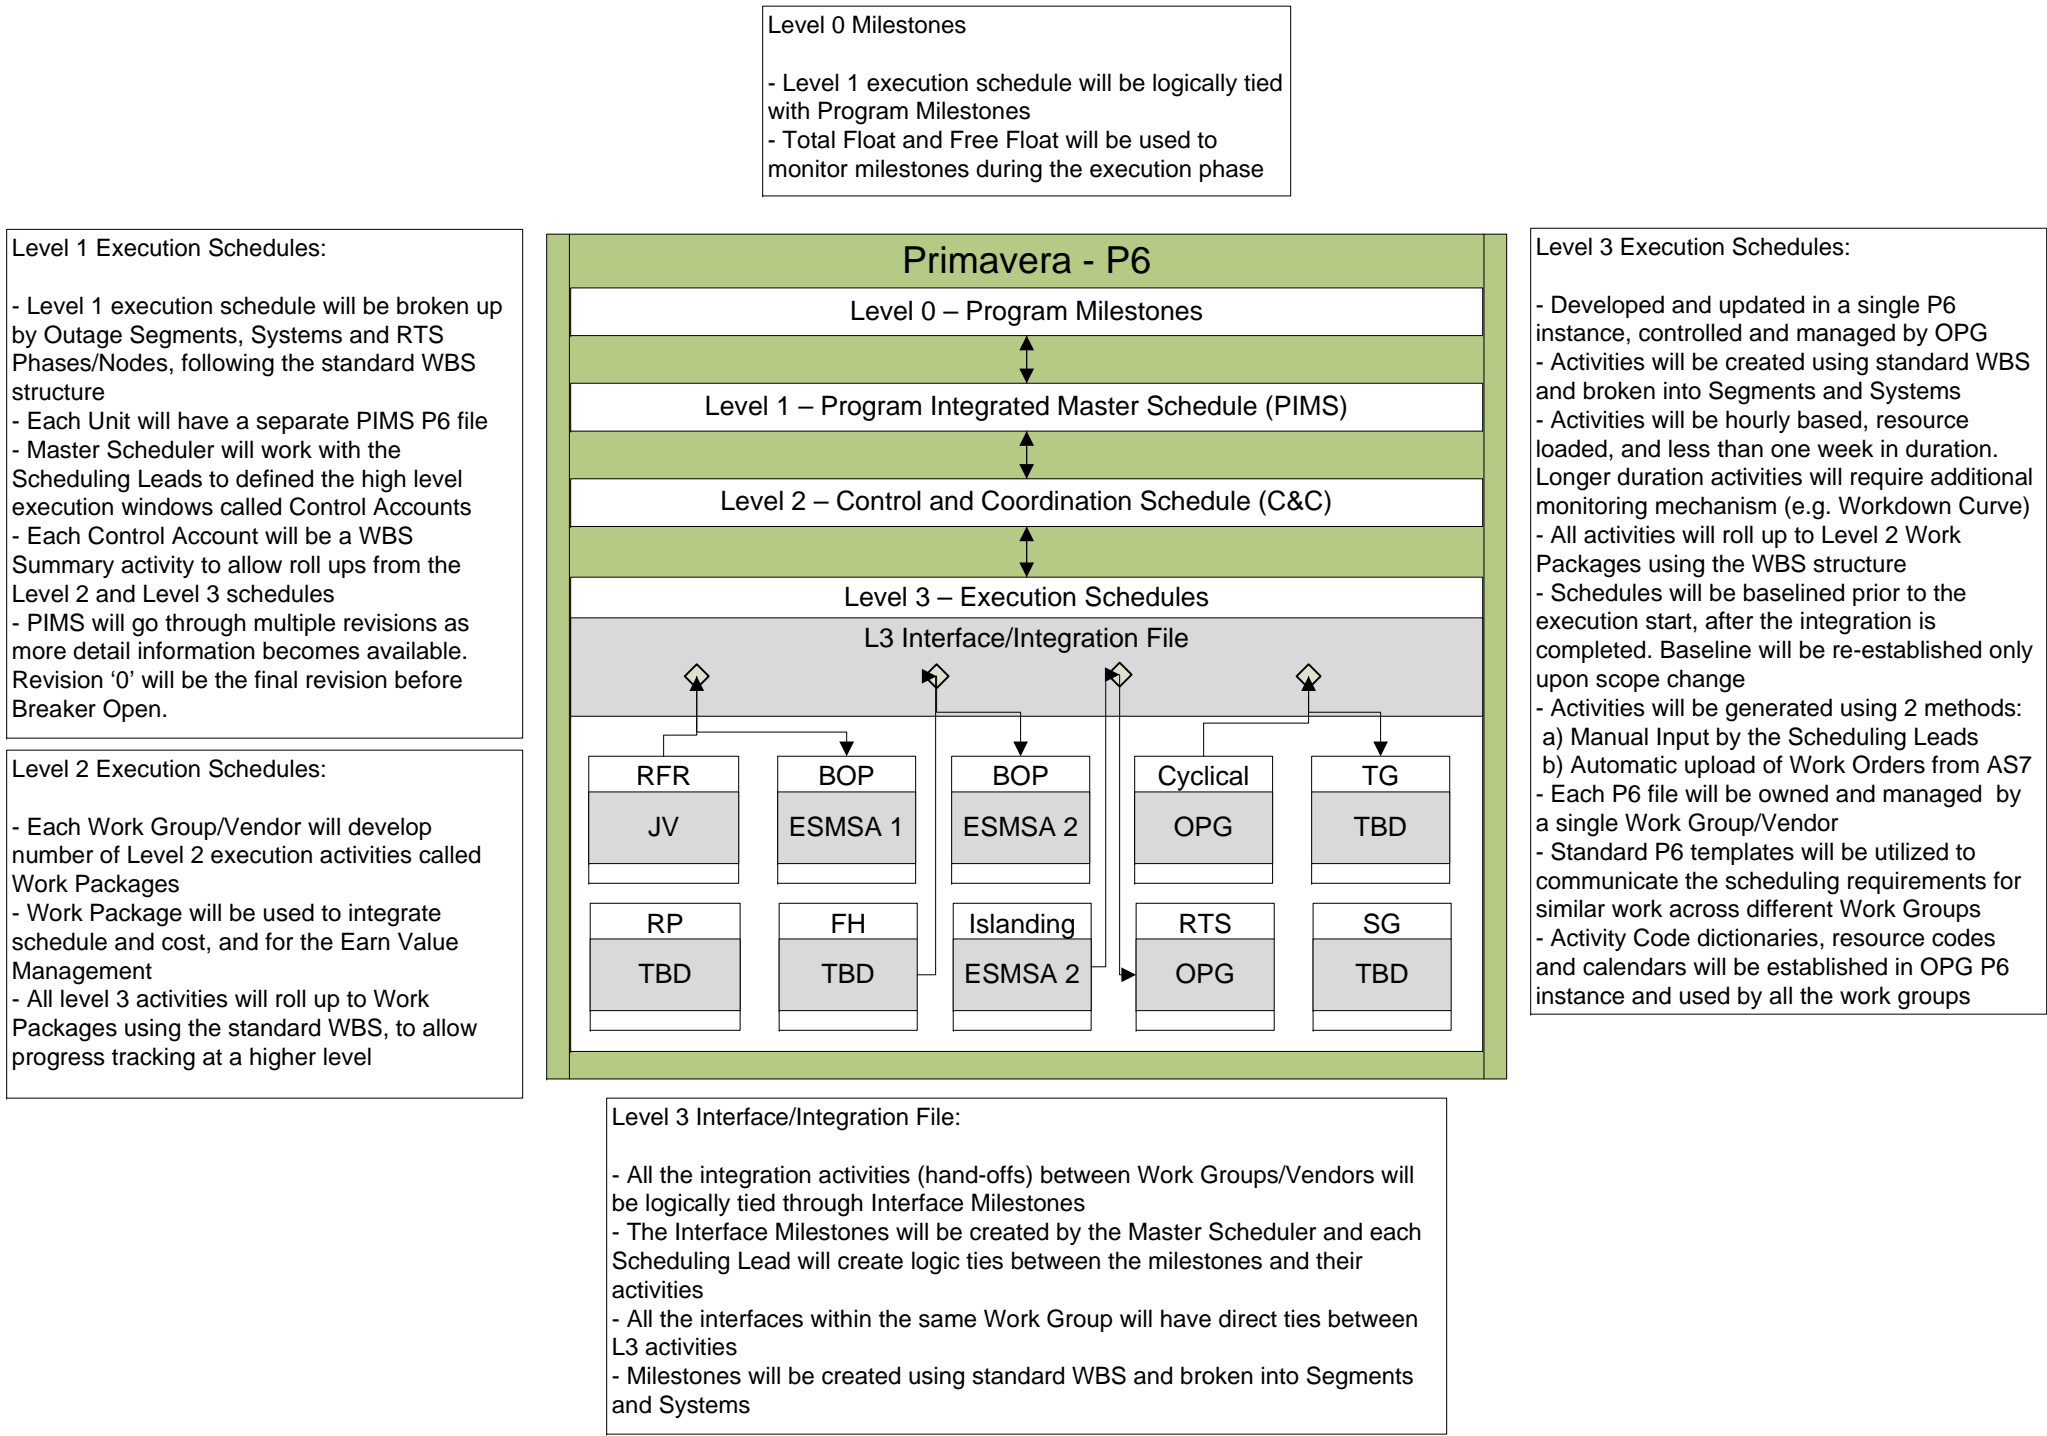 Level 0 Milestones
- Level 1 execution schedule will be logically tied
with Program Milestones
- Total Float and Free Float will be used to
monitor milestones during the execution phase
Level 1 Execution Schedules:
- Level 1 execution schedule will be broken up
by Outage Segments, Systems and RTS
Phases/Nodes, following the standard WBS
structure
- Each Unit will have a separate PIMS P6 file
- Master Scheduler will work with the
Scheduling Leads to defined the high level
execution windows called Control Accounts
- Each Control Account will be a WBS
Summary activity to allow roll ups from the
Level 2 and Level 3 schedules
- PIMS will go through multiple revisions as
more detail information becomes available.
Revision ‘0’ will be the final revision before
Breaker Open.
Level 2 Execution Schedules:
- Each Work Group/Vendor will develop
number of Level 2 execution activities called
Work Packages
- Work Package will be used to integrate
schedule and cost, and for the Earn Value
Management
- All level 3 activities will roll up to Work
Packages using the standard WBS, to allow
progress tracking at a higher level
Primavera - P6
Level 0 – Program Milestones
Level 1 – Program Integrated Master Schedule (PIMS)
Level 2 – Control and Coordination Schedule (C&C)
Level 3 – Execution Schedules
L3 Interface/Integration File
RFR
JV
BOP
ESMSA 1
BOP
ESMSA 2
Cyclical
OPG
TG
TBD
RP
TBD
FH
TBD
Islanding
ESMSA 2
RTS
OPG
SG
TBD
Level 3 Execution Schedules:
- Developed and updated in a single P6
instance, controlled and managed by OPG
- Activities will be created using standard WBS
and broken into Segments and Systems
- Activities will be hourly based, resource
loaded, and less than one week in duration.
Longer duration activities will require additional
monitoring mechanism (e.g. Workdown Curve)
- All activities will roll up to Level 2 Work
Packages using the WBS structure
- Schedules will be baselined prior to the
execution start, after the integration is
completed. Baseline will be re-established only
upon scope change
- Activities will be generated using 2 methods:
a) Manual Input by the Scheduling Leads
b) Automatic upload of Work Orders from AS7
- Each P6 file will be owned and managed by
a single Work Group/Vendor
- Standard P6 templates will be utilized to
communicate the scheduling requirements for
similar work across different Work Groups
- Activity Code dictionaries, resource codes
and calendars will be established in OPG P6
instance and used by all the work groups
Level 3 Interface/Integration File:
- All the integration activities (hand-offs) between Work Groups/Vendors will
be logically tied through Interface Milestones
- The Interface Milestones will be created by the Master Scheduler and each
Scheduling Lead will create logic ties between the milestones and their
activities
- All the interfaces within the same Work Group will have direct ties between
L3 activities
- Milestones will be created using standard WBS and broken into Segments
and Systems